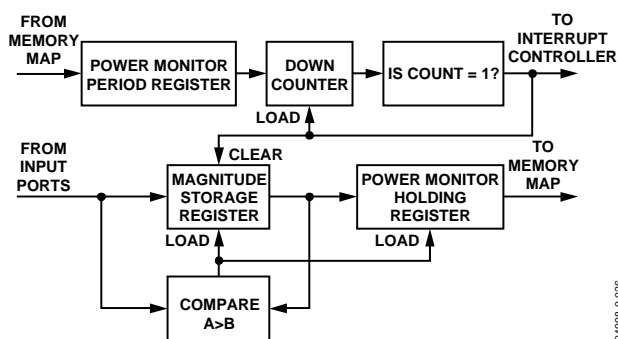 FROM
MEMORY
MAP
POWER MONITOR
PERIOD REGISTER
DOWN
COUNTER
IS COUNT = 1?
TO
INTERRUPT
CONTROLLER
LOAD
CLEAR
FROM
INPUT
PORTS
MAGNITUDE
STORAGE
REGISTER
POWER MONITOR
HOLDING
REGISTER
TO
MEMORY
MAP
LOAD
LOAD
COMPARE
A>B